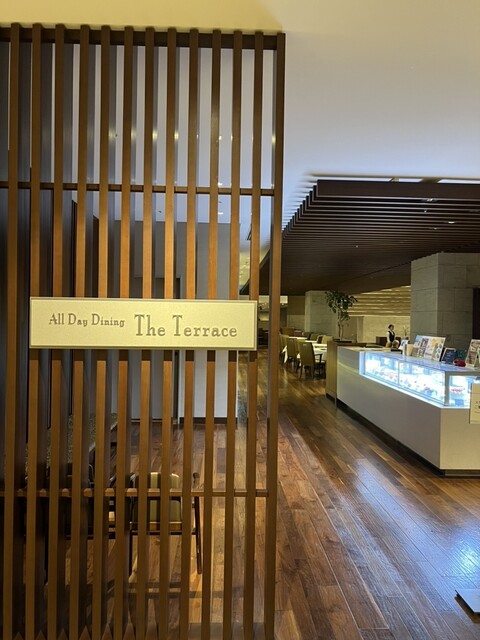 All Day Dining The Terrace